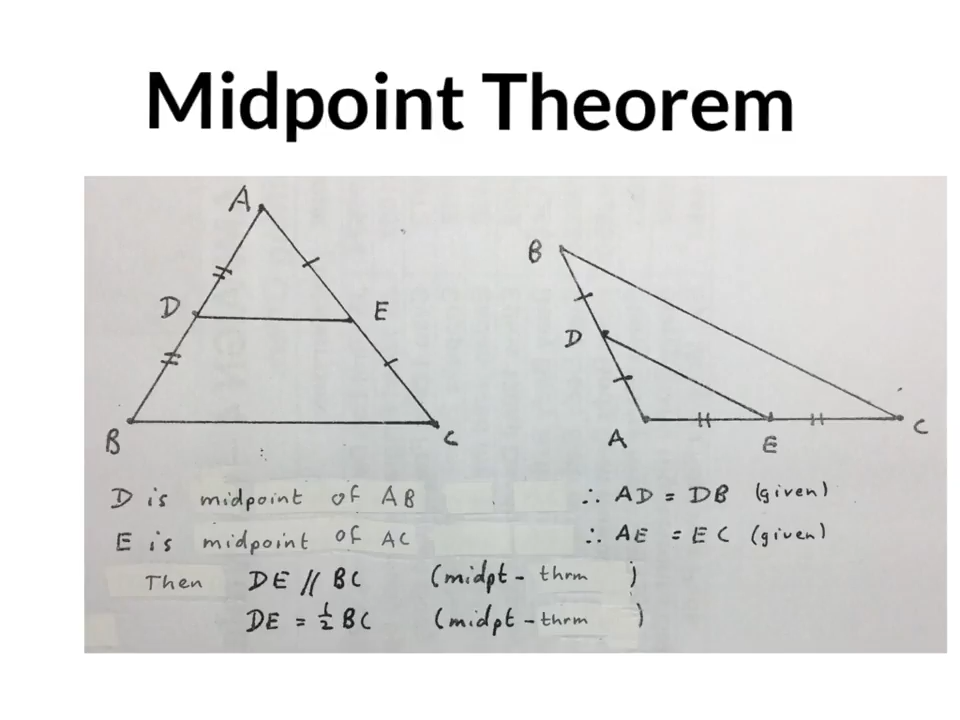 Midpoint Theorem
A
D
E
B
C
B
D
A
E
C
D is midpoint of AB
∴ AD = DB (given)
E is midpoint of AC
∴ AE = EC (given)
Then DE // BC (midpt - thrm )
DE = 1/2 BC (midpt - thrm )